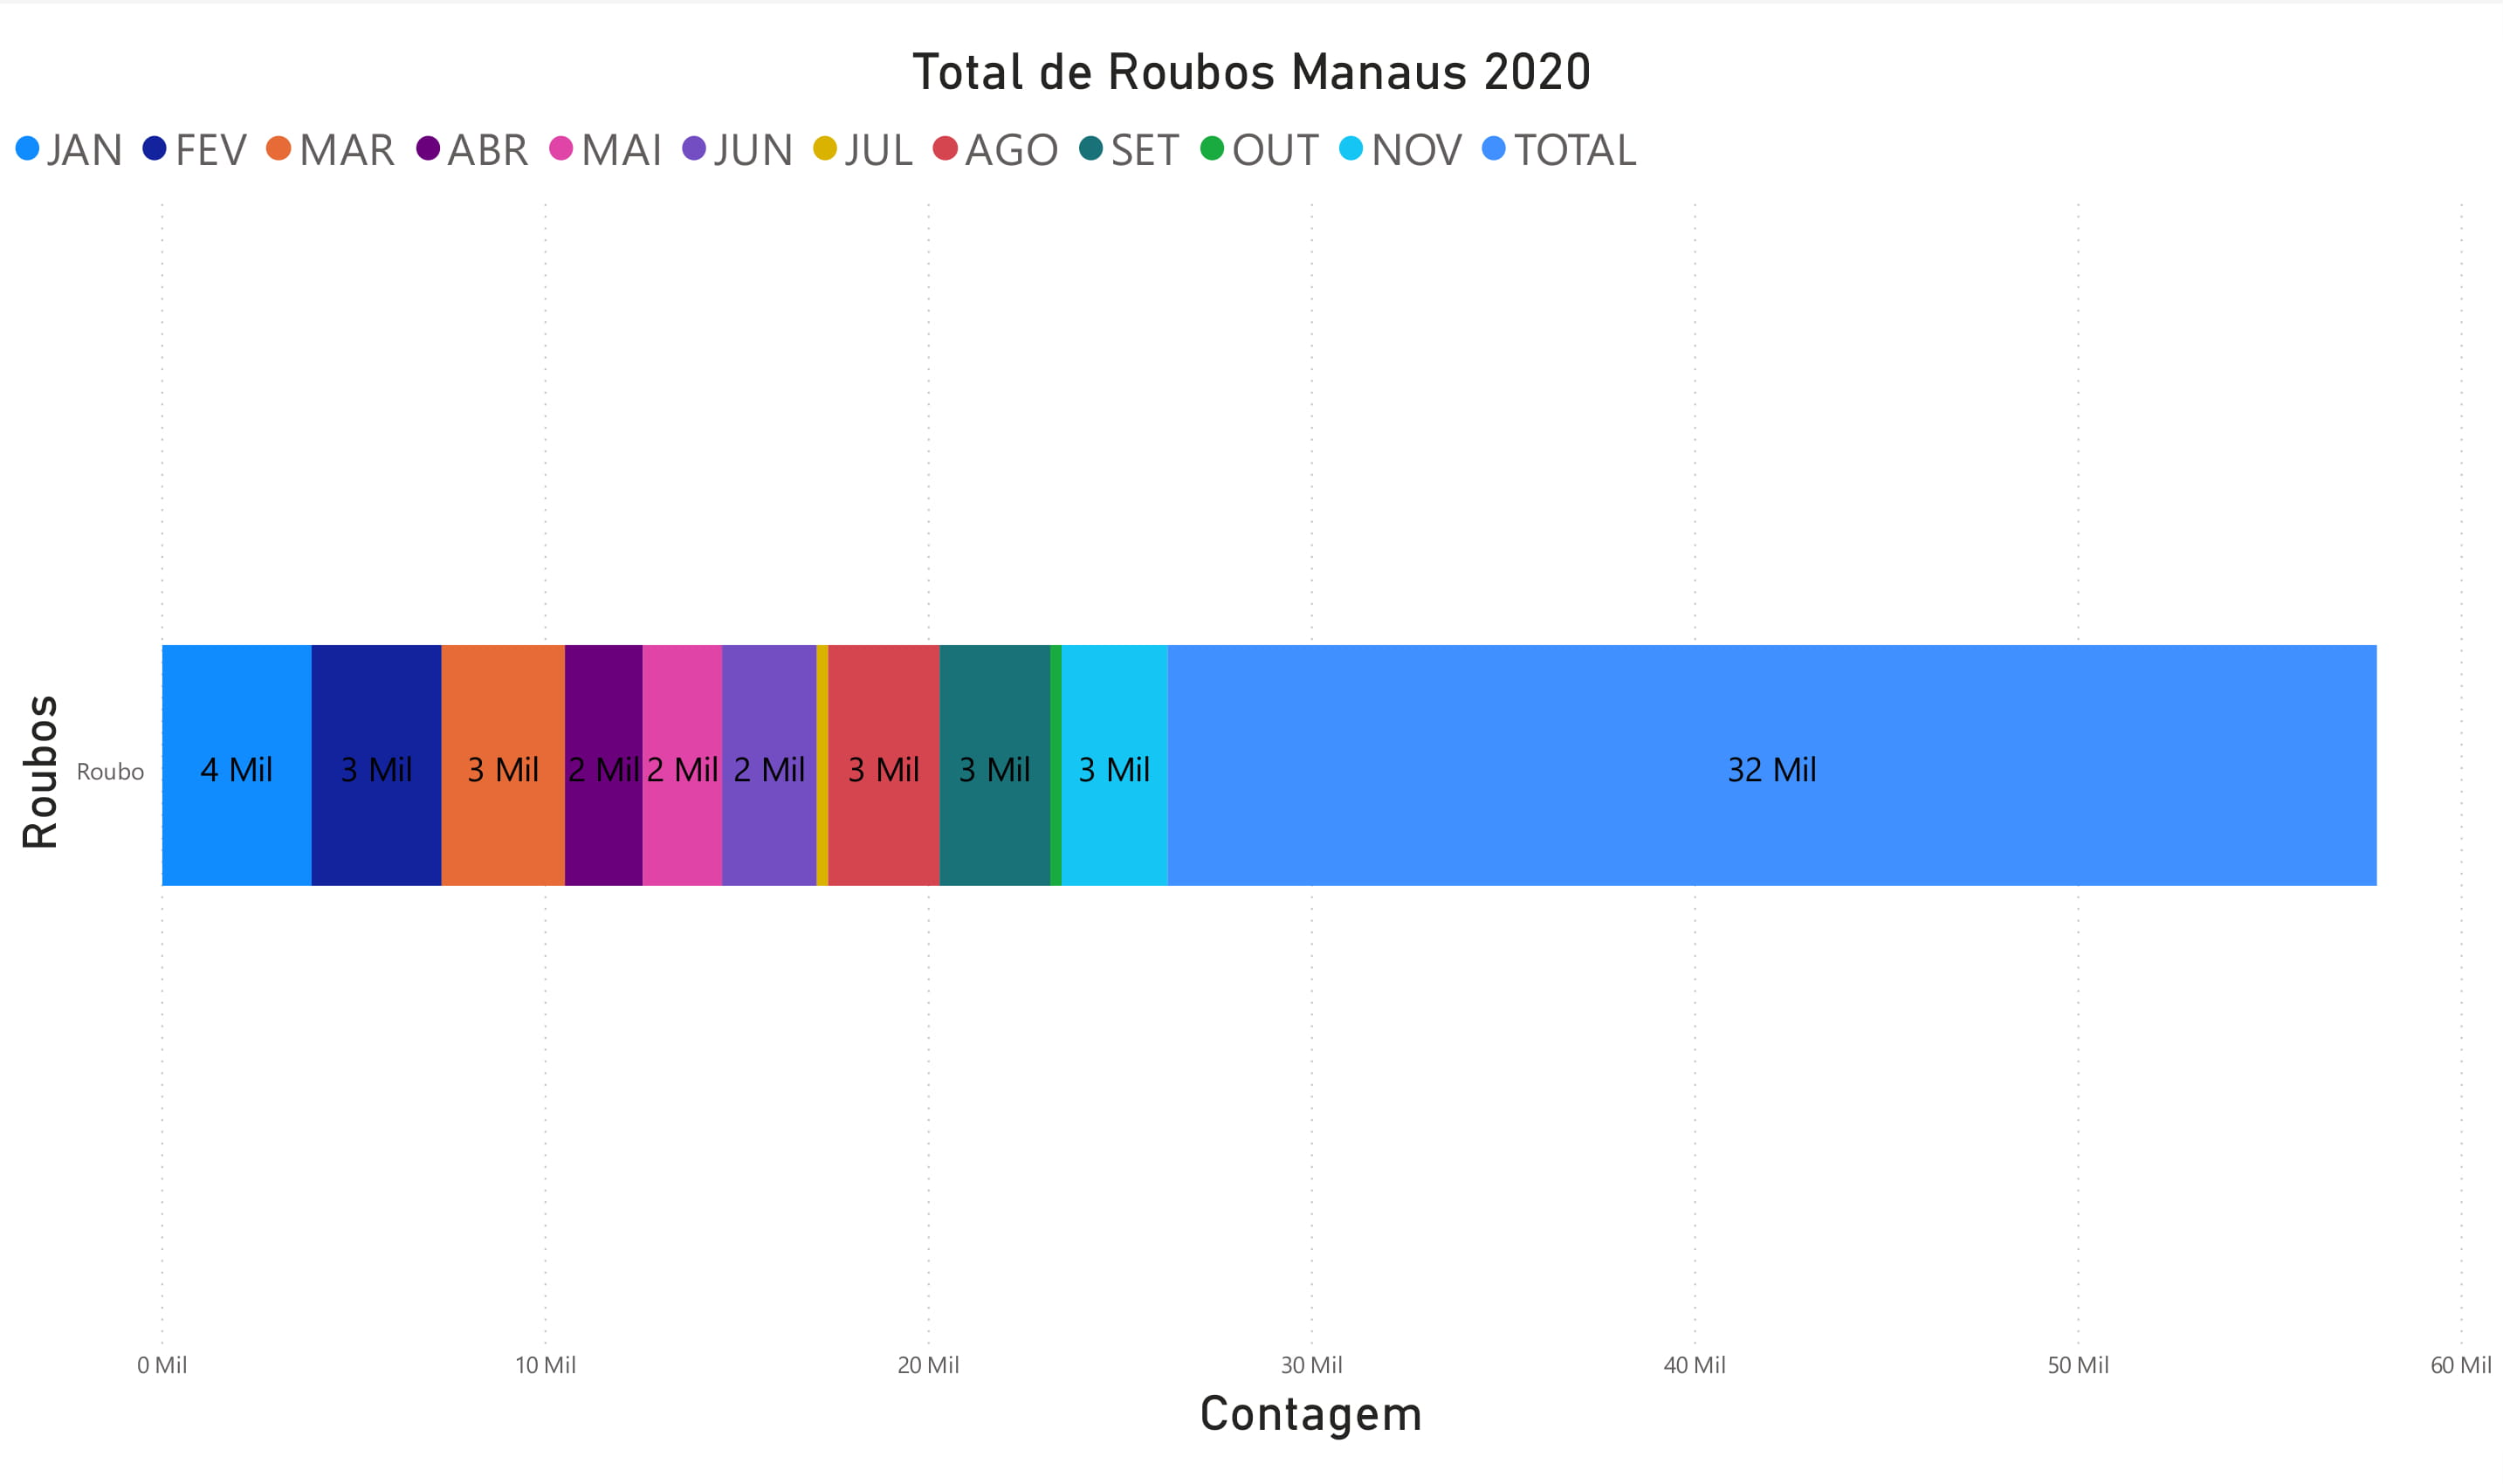 Total de Roubos Manaus 2020
JAN FEV MAR ABR MAI JUN JUL AGO SET OUT NOV TOTAL
Roubos
Roubo
4 Mil 3 Mil 3 Mil 2 Mil 2 Mil 2 Mil 3 Mil 3 Mil 3 Mil 32 Mil
0 Mil 10 Mil 20 Mil 30 Mil 40 Mil 50 Mil 60 Mil
Contagem